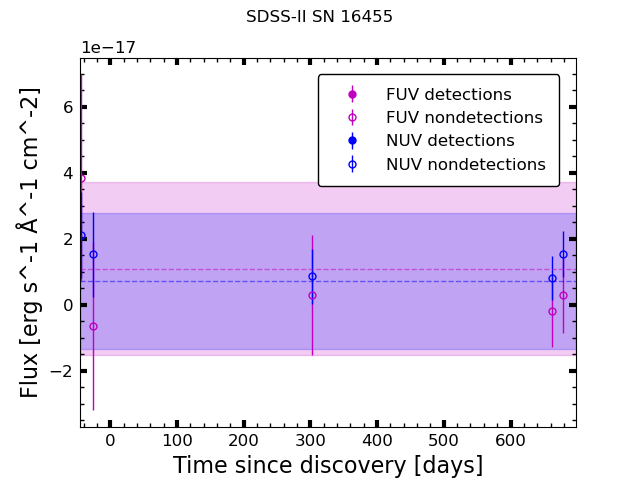 SDSS-II SN 16455
1e−17
Flux [erg s^-1 Å^-1 cm^-2]
6
4
2
0
−2
FUV detections
FUV nondetections
NUV detections
NUV nondetections
0 100 200 300 400 500 600
Time since discovery [days]